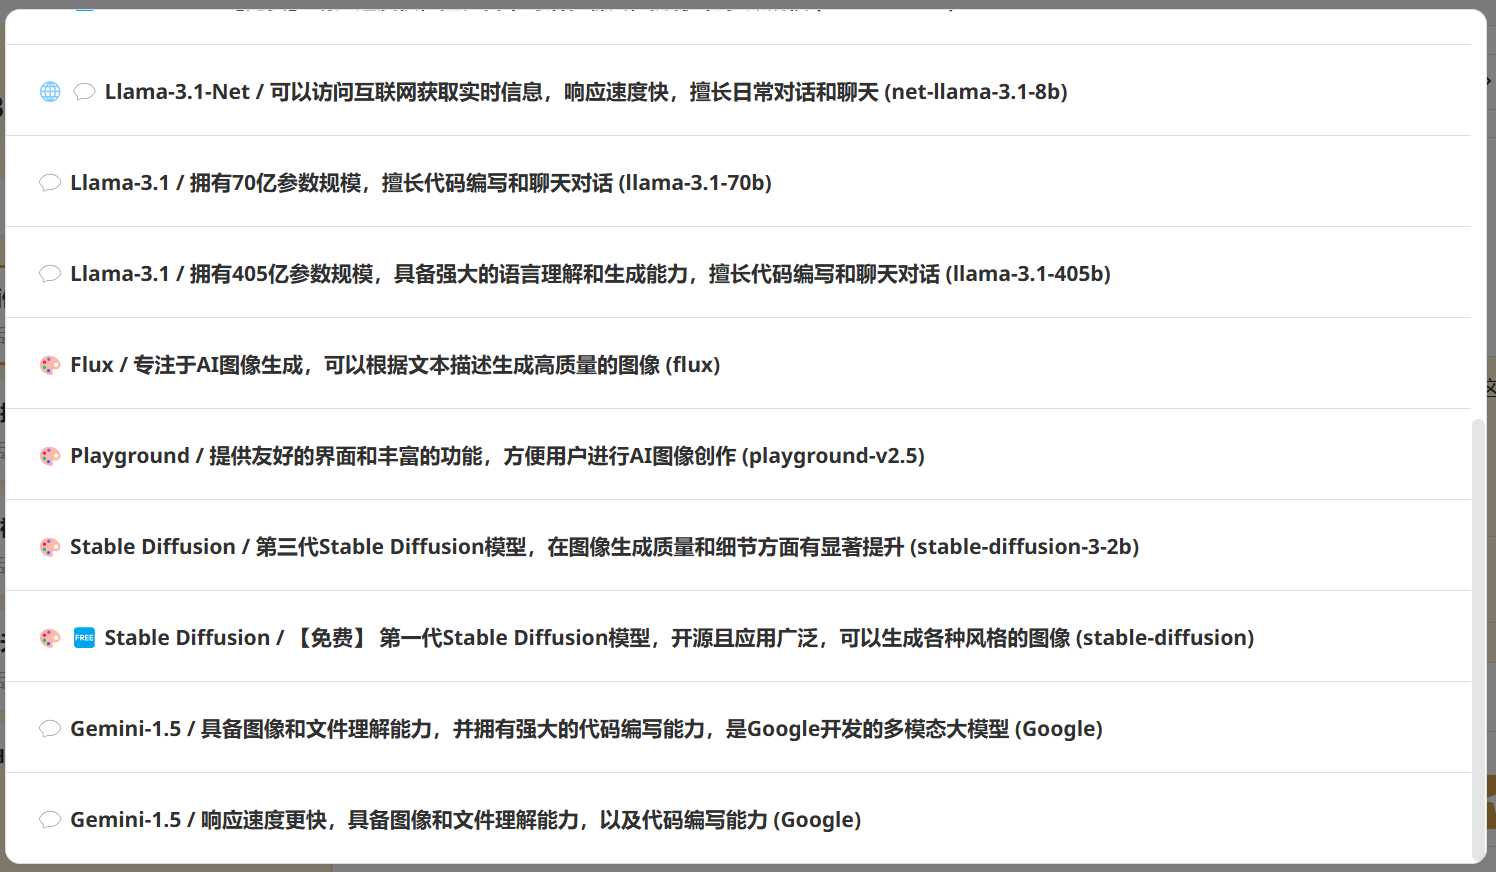 Llama-3.1-Net / 可以访问互联网获取实时信息，响应速度快，擅长日常对话和聊天 (net-llama-3.1-8b)
Llama-3.1 / 拥有70亿参数规模，擅长代码编写和聊天对话 (llama-3.1-70b)
Llama-3.1 / 拥有405亿参数规模，具备强大的语言理解和生成能力，擅长代码编写和聊天对话 (llama-3.1-405b)
Flux / 专注于AI图像生成，可以根据文本描述生成高质量的图像 (flux)
Playground / 提供友好的界面和丰富的功能，方便用户进行AI图像创作 (playground-v2.5)
Stable Diffusion / 第三代Stable Diffusion模型，在图像生成质量和细节方面有显著提升 (stable-diffusion-3-2b)
FREE Stable Diffusion / 【免费】 第一代Stable Diffusion模型，开源且应用广泛，可以生成各种风格的图像 (stable-diffusion)
Gemini-1.5 / 具备图像和文件理解能力，并拥有强大的代码编写能力，是Google开发的多模态大模型 (Google)
Gemini-1.5 / 响应速度更快，具备图像和文件理解能力，以及代码编写能力 (Google)